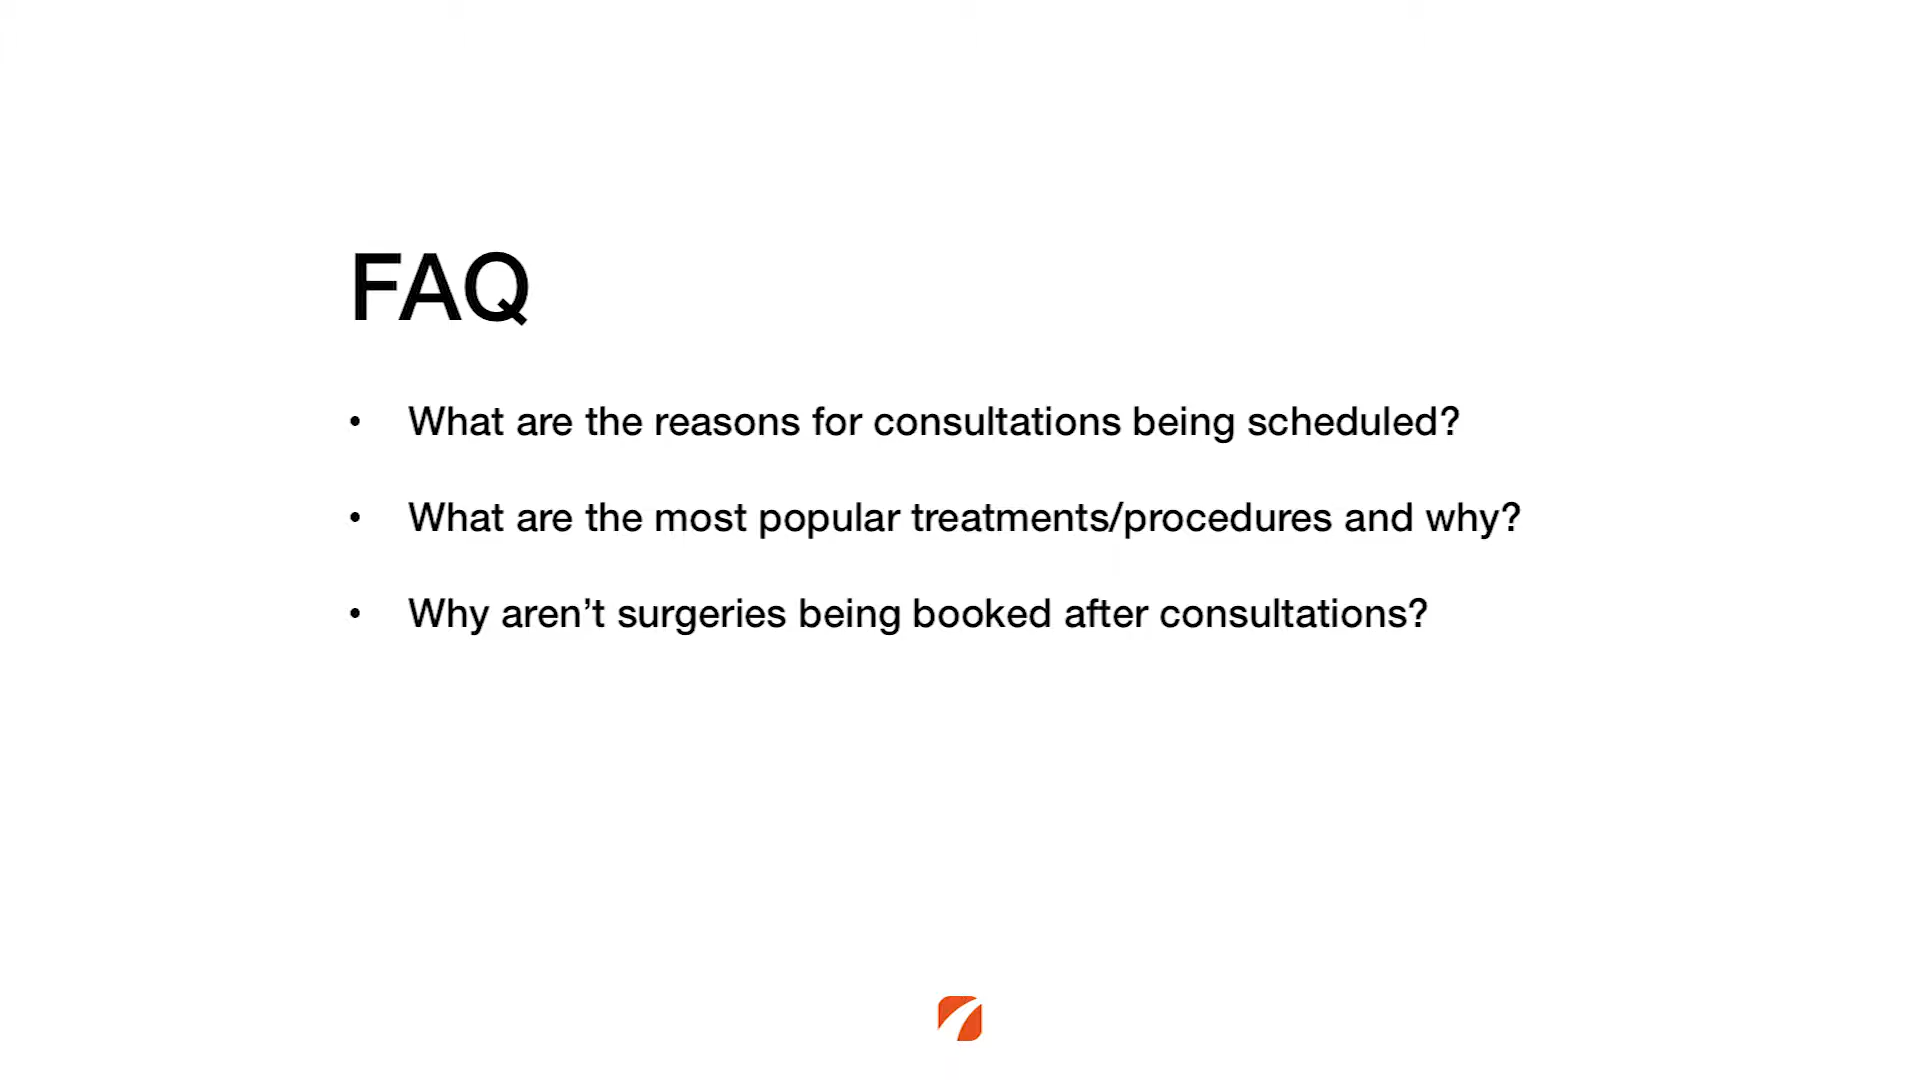 FAQ
• What are the reasons for consultations being scheduled?
• What are the most popular treatments/procedures and why?
• Why aren’t surgeries being booked after consultations?